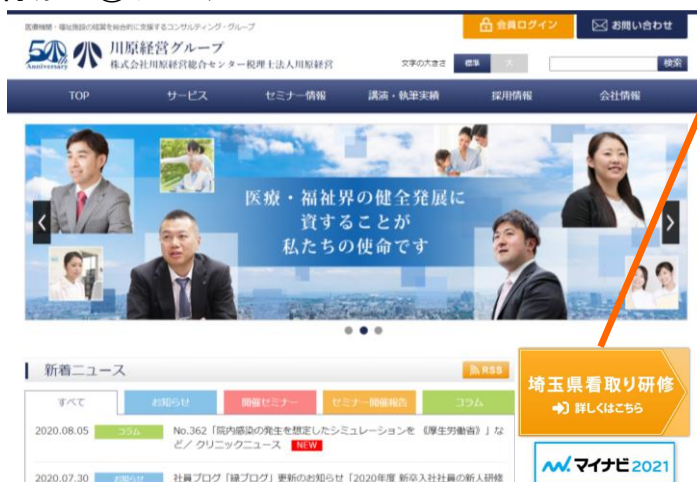 医療機関・福祉施設の経営を総合的に支援するコンサルティング・グループ
会員ログイン
お問い合わせ
50 Anniversary
川原経営グループ
株式会社川原経営総合センター税理士法人川原経営
文字の大きさ 標準 大
検索
TOP サービス セミナー情報 講演・執筆実績 採用情報 会社情報
医療・福祉界の健全発展に
資することが
私たちの使命です
新着ニュース
RSS
すべて お知らせ 開催セミナー セミナー開催報告 コラム
2020.08.05 コラム No.362「院内感染の発生を想定したシミュレーションを 《厚生労働省》」な
ど/ クリニックニュース NEW
2020.07.30 お知らせ 社員ブログ「縁ブログ」更新のお知らせ「2020年度 新卒入社社員の新人研修
埼玉県看取り研修
詳しくはこちら
マイナビ2021